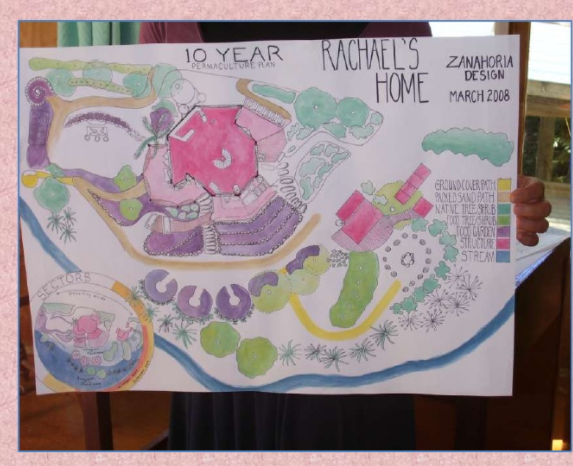 10 YEAR
PERMACULTURE PLAN
RACHAEL'S
HOME
ZANAHORIA
DESIGN
MARCH 2008
GROUND COVER PATH
PACKED SAND PATH
NATIVE TREE/SHRUB
FOOD TREE/SHRUB
FOOD GARDEN
STRUCTURE
STREAM
SECTORS